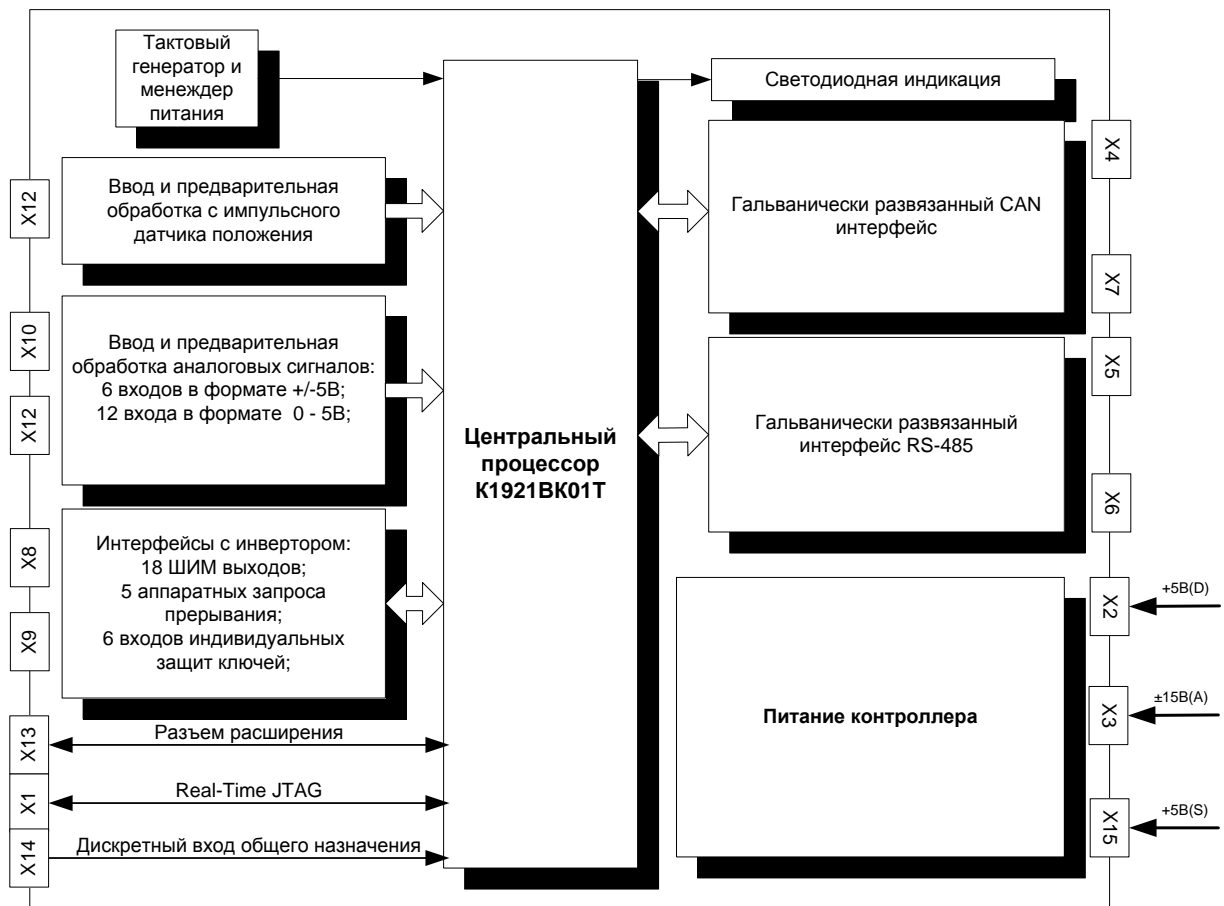 Тактовый
генератор и
менеждер
питания
Светодиодная индикация
X12
Ввод и предварительная
обработка с импульсного
датчика положения
X4
Гальванически развязанный CAN
интерфейс
X7
X10
X12
Ввод и предварительная
обработка аналоговых сигналов:
6 входов в формате +/-5В;
12 входа в формате 0 - 5В;
Центральный
процессор
К1921ВК01Т
X5
Гальванически развязанный
интерфейс RS-485
X6
X8
X9
Интерфейсы с инвертором:
18 ШИМ выходов;
5 аппаратных запроса
прерывания;
6 входов индивидуальных
защит ключей;
X2
+5В(D)
Питание контроллера
X3
±15В(А)
X15
+5В(S)
X13
Разъем расширения
X1
Real-Time JTAG
X14
Дискретный вход общего назначения